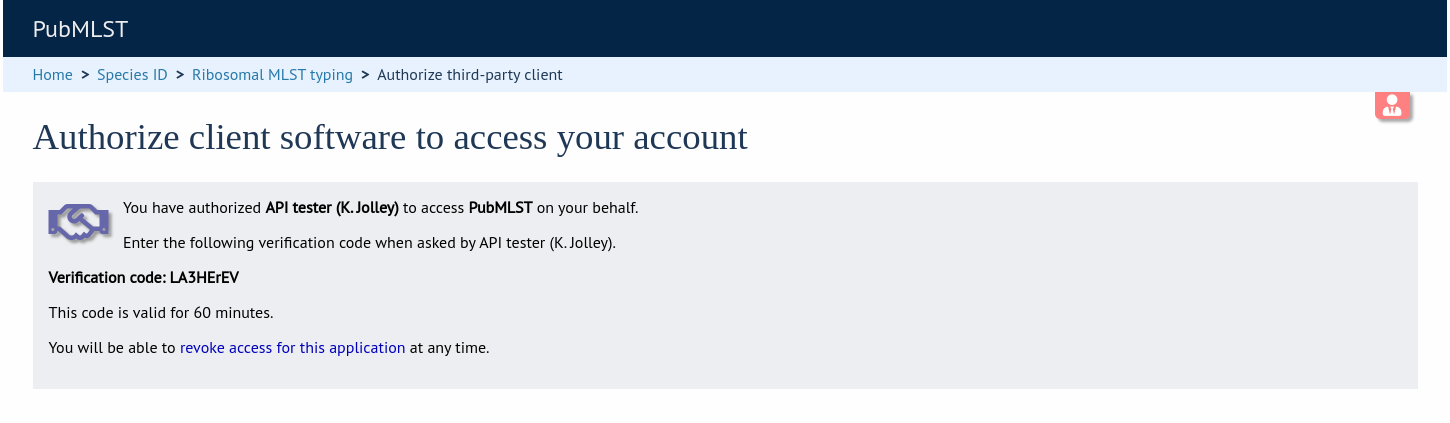 PubMLST
Home > Species ID > Ribosomal MLST typing > Authorize third-party client
Authorize client software to access your account
You have authorized API tester (K. Jolley) to access PubMLST on your behalf.
Enter the following verification code when asked by API tester (K. Jolley).
Verification code: LA3HErEV
This code is valid for 60 minutes.
You will be able to revoke access for this application at any time.